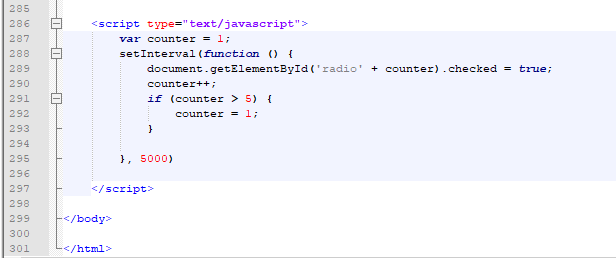 285
286 <script type="text/javascript">
287 var counter = 1;
288 setInterval(function () {
289 document.getElementById('radio' + counter).checked = true;
290 counter++;
291 if (counter > 5) {
292 counter = 1;
293 }
294
295 }, 5000)
296
297 </script>
298
299 </body>
300
301 </html>